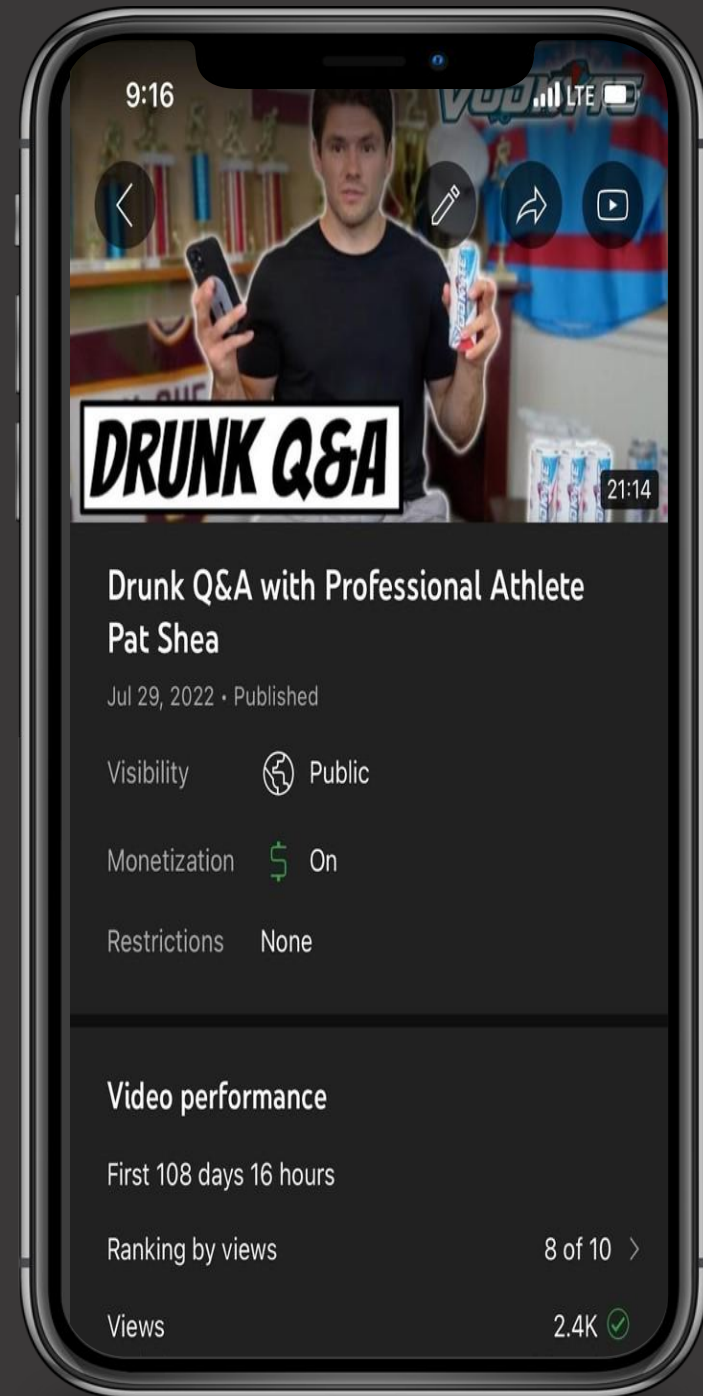 9:16
LTE
DRUNK Q&A
21:14
Drunk Q&A with Professional Athlete
Pat Shea
Jul 29, 2022 • Published
Visibility Public
Monetization $ On
Restrictions None
Video performance
First 108 days 16 hours
Ranking by views 8 of 10 >
Views 2.4K